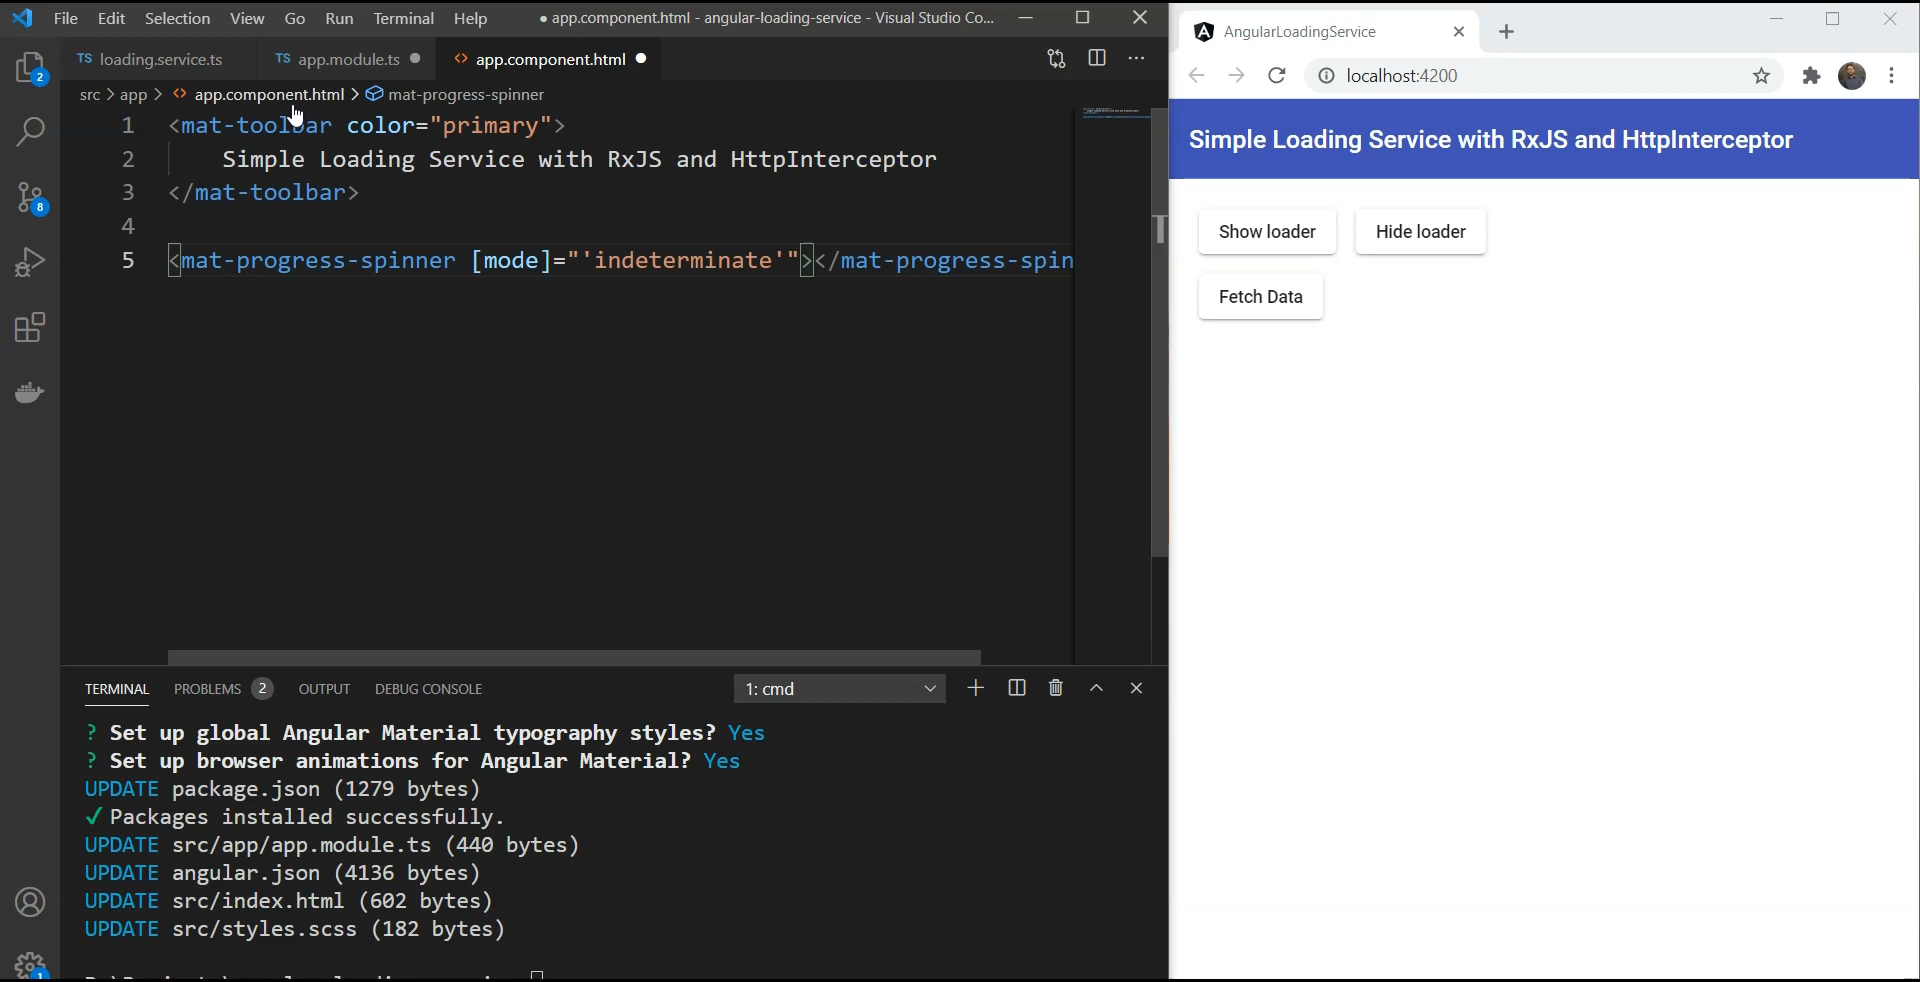 File Edit Selection View Go Run Terminal Help ● app.component.html - angular-loading-service - Visual Studio Co...
TS loading.service.ts TS app.module.ts ● <> app.component.html ●
src > app > <> app.component.html > mat-progress-spinner
1 <mat-toolbar color="primary">
2 Simple Loading Service with RxJS and HttpInterceptor
3 </mat-toolbar>
4
5 <mat-progress-spinner [mode]="'indeterminate'"></mat-progress-spin
2
8
1
TERMINAL PROBLEMS 2 OUTPUT DEBUG CONSOLE 1: cmd
? Set up global Angular Material typography styles? Yes
? Set up browser animations for Angular Material? Yes
UPDATE package.json (1279 bytes)
✓ Packages installed successfully.
UPDATE src/app/app.module.ts (440 bytes)
UPDATE angular.json (4136 bytes)
UPDATE src/index.html (602 bytes)
UPDATE src/styles.scss (182 bytes)
AngularLoadingService
localhost:4200
Simple Loading Service with RxJS and HttpInterceptor
Show loader Hide loader
Fetch Data